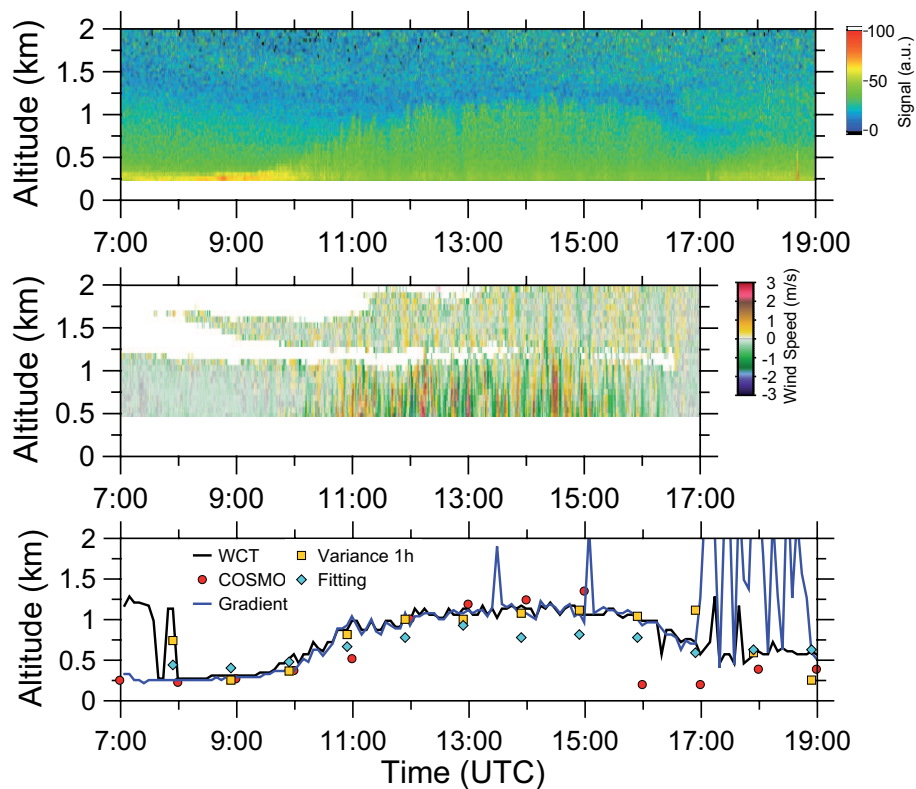 Altitude (km)
2
1.5
1
0.5
0
7:00 9:00 11:00 13:00 15:00 17:00 19:00
100
50
0
Signal (a.u.)
Altitude (km)
2
1.5
1
0.5
0
7:00 9:00 11:00 13:00 15:00 17:00
3
2
1
0
-1
-2
-3
Wind Speed (m/s)
Altitude (km)
2
1.5
1
0.5
0
WCT
Variance 1h
COSMO
Fitting
Gradient
7:00 9:00 11:00 13:00 15:00 17:00 19:00
Time (UTC)